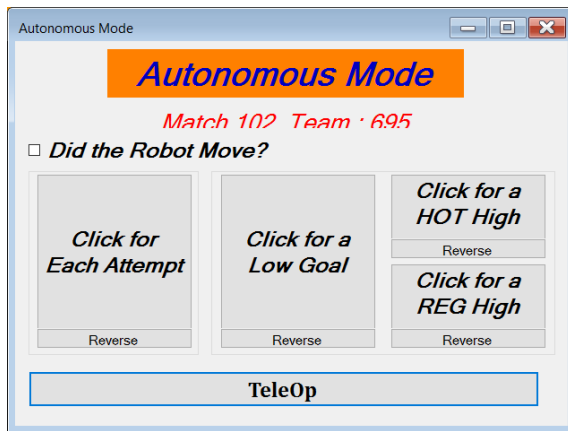 Autonomous Mode
Autonomous Mode
Match 102 Team : 695
Did the Robot Move?
Click for
Each Attempt
Reverse
Click for a
Low Goal
Reverse
Click for a
HOT High
Reverse
Click for a
REG High
Reverse
TeleOp